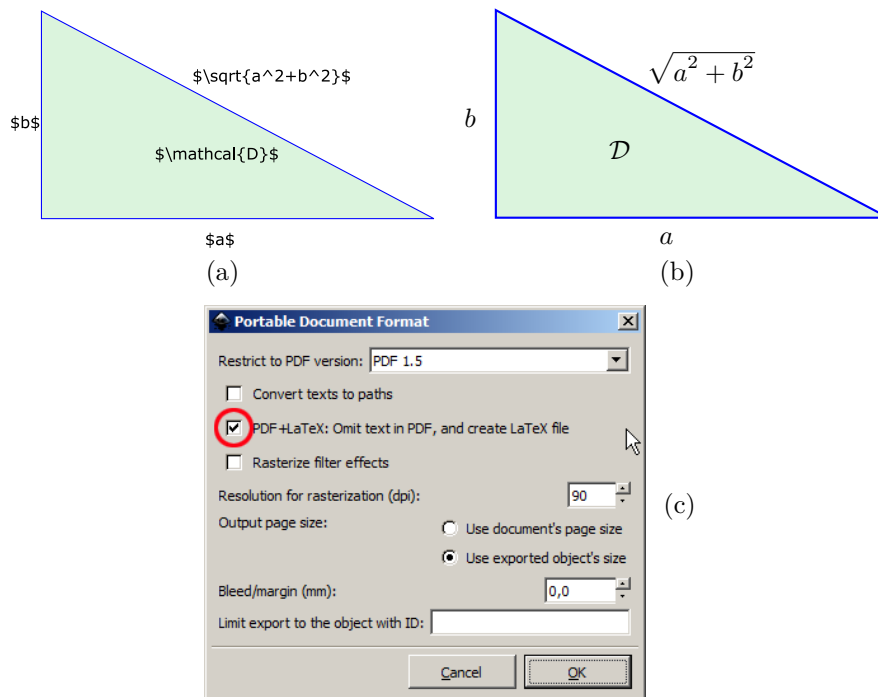 $\sqrt{a^2+b^2}$
$b$
$\mathcal{D}$
$a$
(a)
√a² + b²
b
𝒟
a
(b)
Portable Document Format
Restrict to PDF version: PDF 1.5
Convert texts to paths
PDF+LaTeX: Omit text in PDF, and create LaTeX file
Rasterize filter effects
Resolution for rasterization (dpi): 90
Output page size: Use document's page size
Use exported object's size
Bleed/margin (mm): 0,0
Limit export to the object with ID:
Cancel OK
(c)